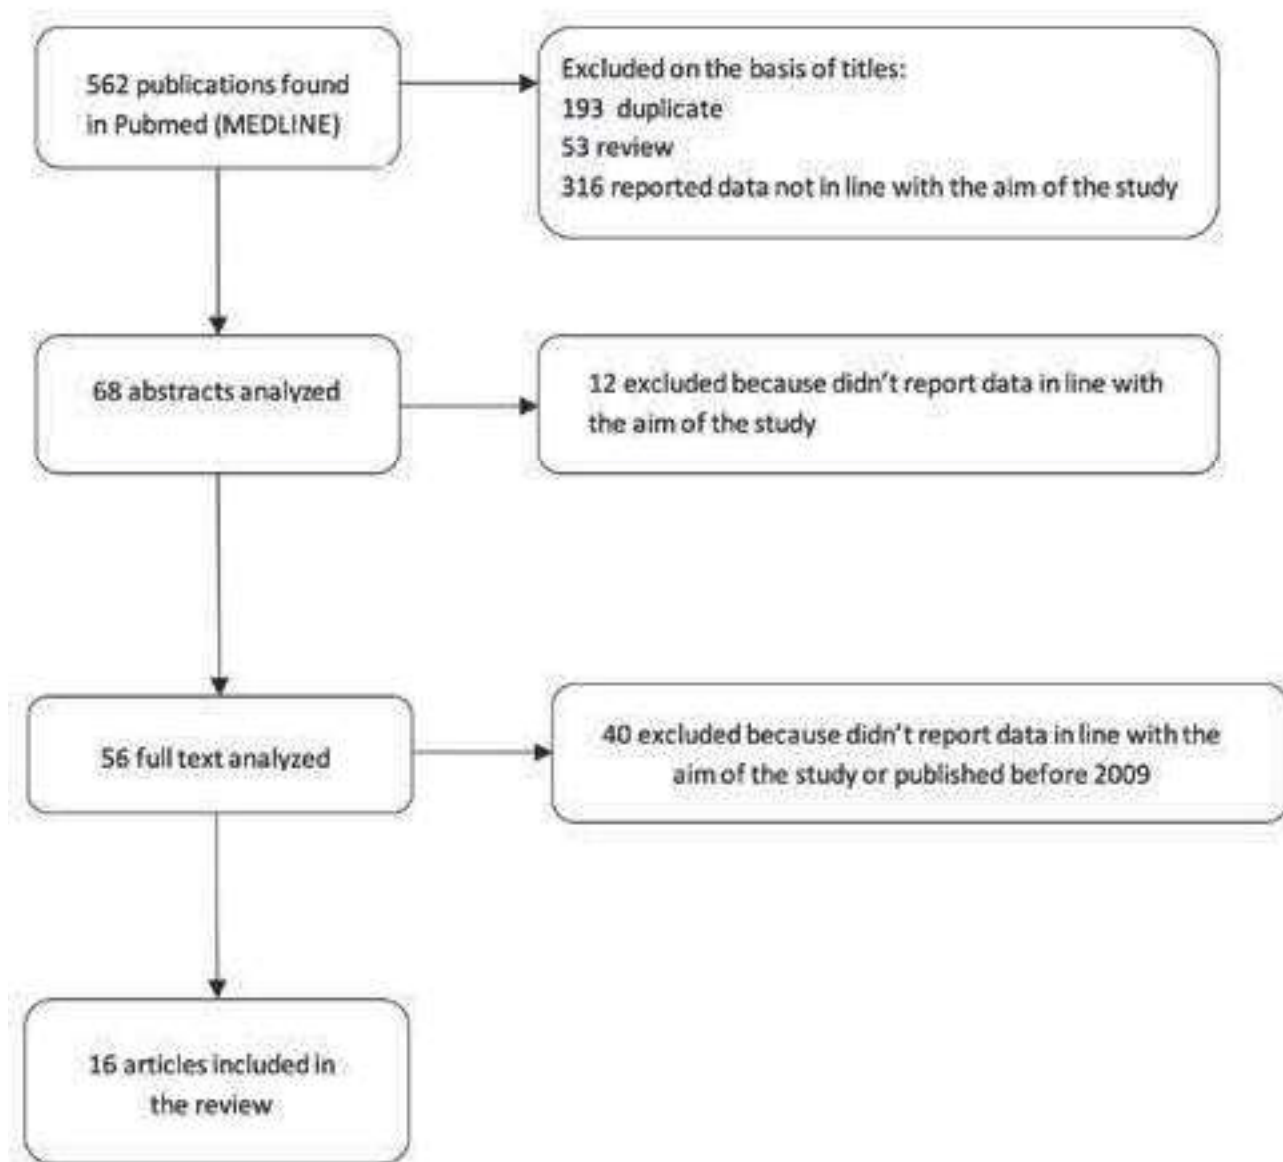 562 publications found
in Pubmed (MEDLINE)
Excluded on the basis of titles:
193 duplicate
53 review
316 reported data not in line with the aim of the study
68 abstracts analyzed
12 excluded because didn't report data in line with
the aim of the study
56 full text analyzed
40 excluded because didn't report data in line with the
aim of the study or published before 2009
16 articles included in
the review